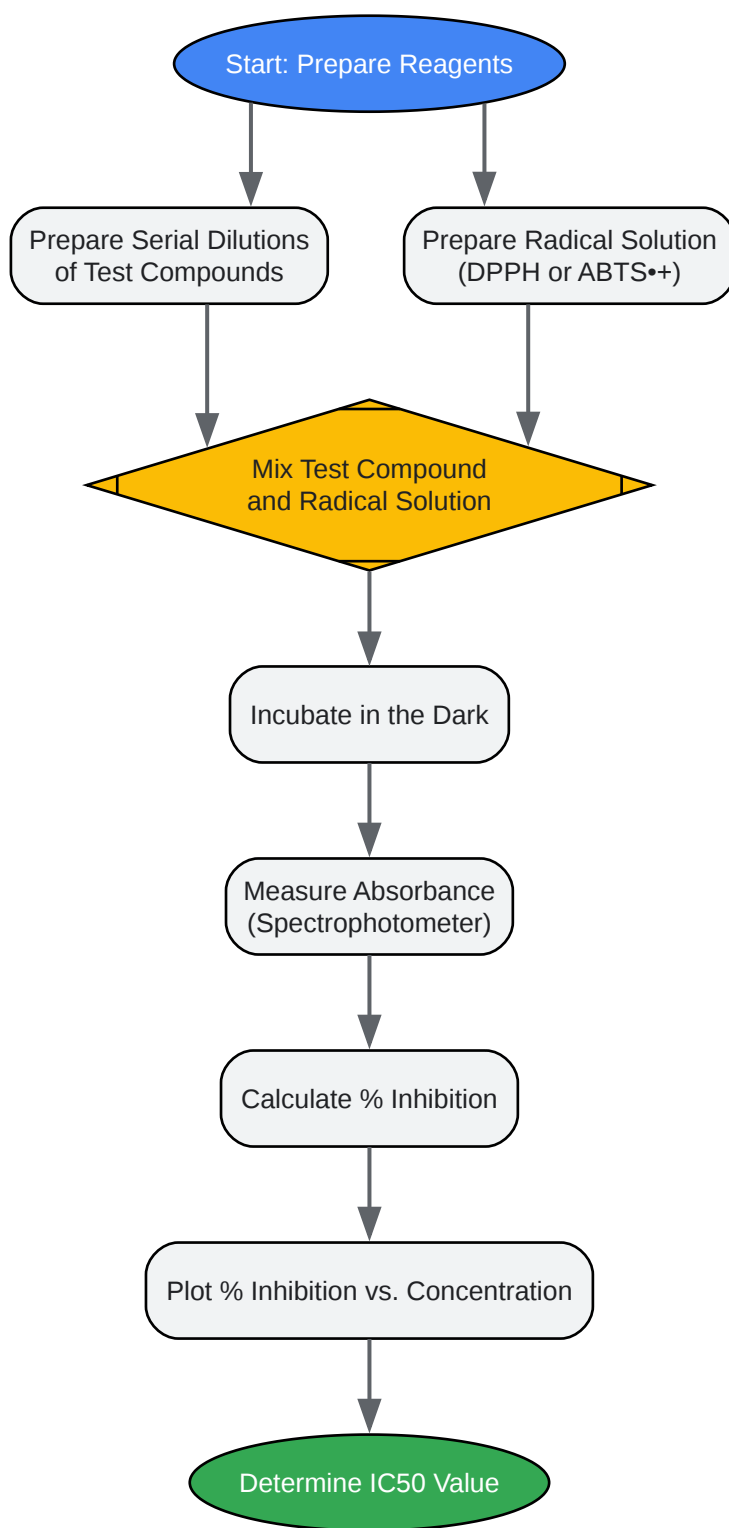 Start: Prepare Reagents
Prepare Serial Dilutions
of Test Compounds
Prepare Radical Solution
(DPPH or ABTS•+)
Mix Test Compound
and Radical Solution
Incubate in the Dark
Measure Absorbance
(Spectrophotometer)
Calculate % Inhibition
Plot % Inhibition vs. Concentration
Determine IC50 Value